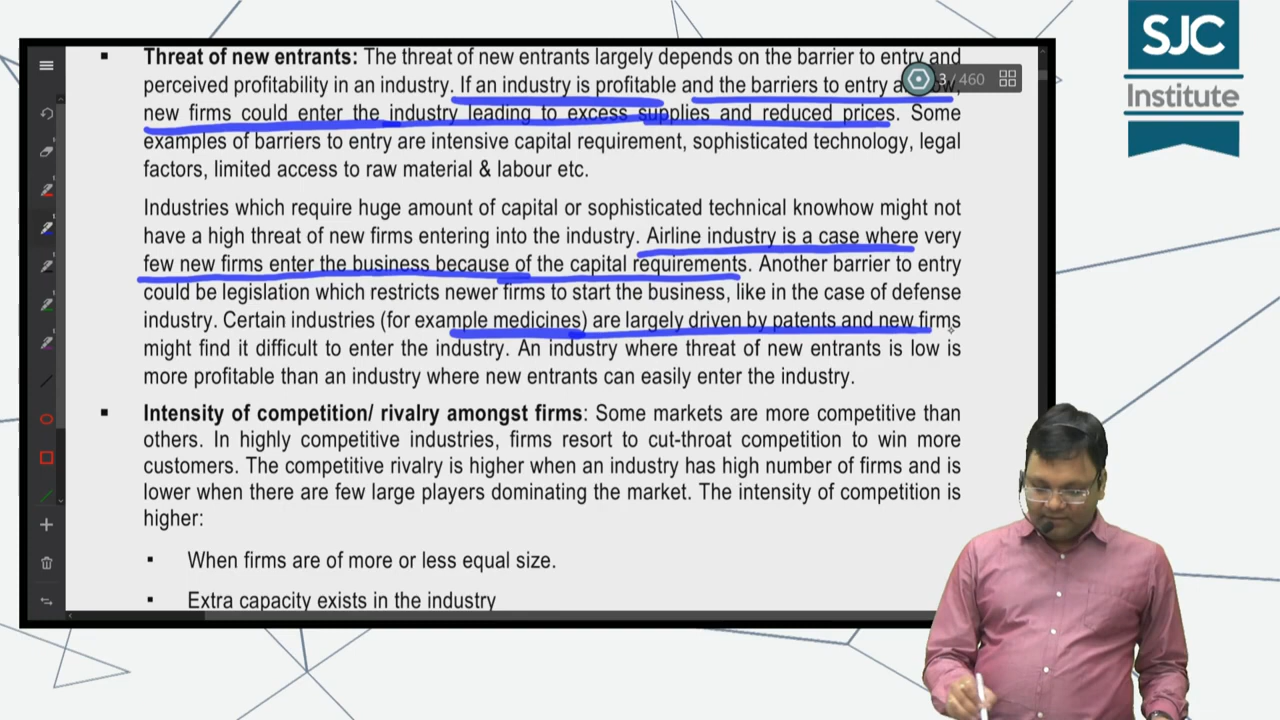 SJC
Institute
3 / 460
▪ Threat of new entrants: The threat of new entrants largely depends on the barrier to entry and
perceived profitability in an industry. If an industry is profitable and the barriers to entry
new firms could enter the industry leading to excess supplies and reduced prices. Some
examples of barriers to entry are intensive capital requirement, sophisticated technology, legal
factors, limited access to raw material & labour etc.
Industries which require huge amount of capital or sophisticated technical knowhow might not
have a high threat of new firms entering into the industry. Airline industry is a case where very
few new firms enter the business because of the capital requirements. Another barrier to entry
could be legislation which restricts newer firms to start the business, like in the case of defense
industry. Certain industries (for example medicines) are largely driven by patents and new firms
might find it difficult to enter the industry. An industry where threat of new entrants is low is
more profitable than an industry where new entrants can easily enter the industry.
▪ Intensity of competition/ rivalry amongst firms: Some markets are more competitive than
others. In highly competitive industries, firms resort to cut-throat competition to win more
customers. The competitive rivalry is higher when an industry has high number of firms and is
lower when there are few large players dominating the market. The intensity of competition is
higher:
▪ When firms are of more or less equal size.
▪ Extra capacity exists in the industry